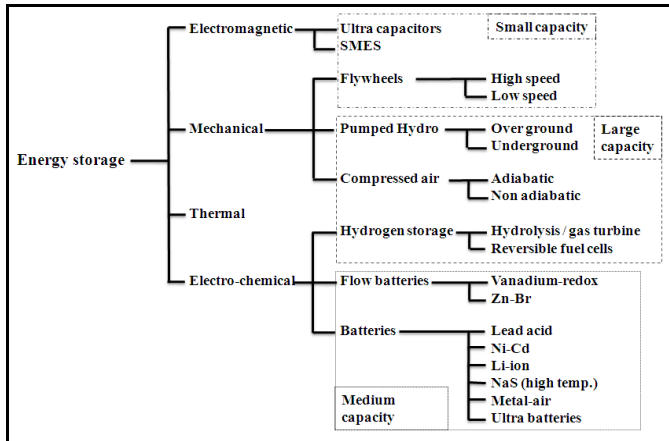 Electromagnetic
Ultra capacitors
Small capacity
SMES
Flywheels
High speed
Low speed
Mechanical
Pumped Hydro
Over ground
Large
capacity
Underground
Energy storage
Compressed air
Adiabatic
Non adiabatic
Thermal
Hydrogen storage
Hydrolysis / gas turbine
Reversible fuel cells
Electro-chemical
Flow batteries
Vanadium-redox
Zn-Br
Batteries
Lead acid
Ni-Cd
Li-ion
NaS (high temp.)
Metal-air
Ultra batteries
Medium
capacity